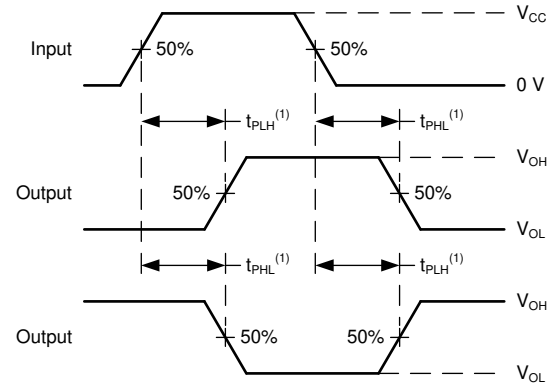 V_CC
Input
50%
50%
0 V
t_PLH^(1)
t_PHL^(1)
V_OH
Output
50%
50%
V_OL
t_PHL^(1)
t_PLH^(1)
V_OH
Output
50%
50%
V_OL